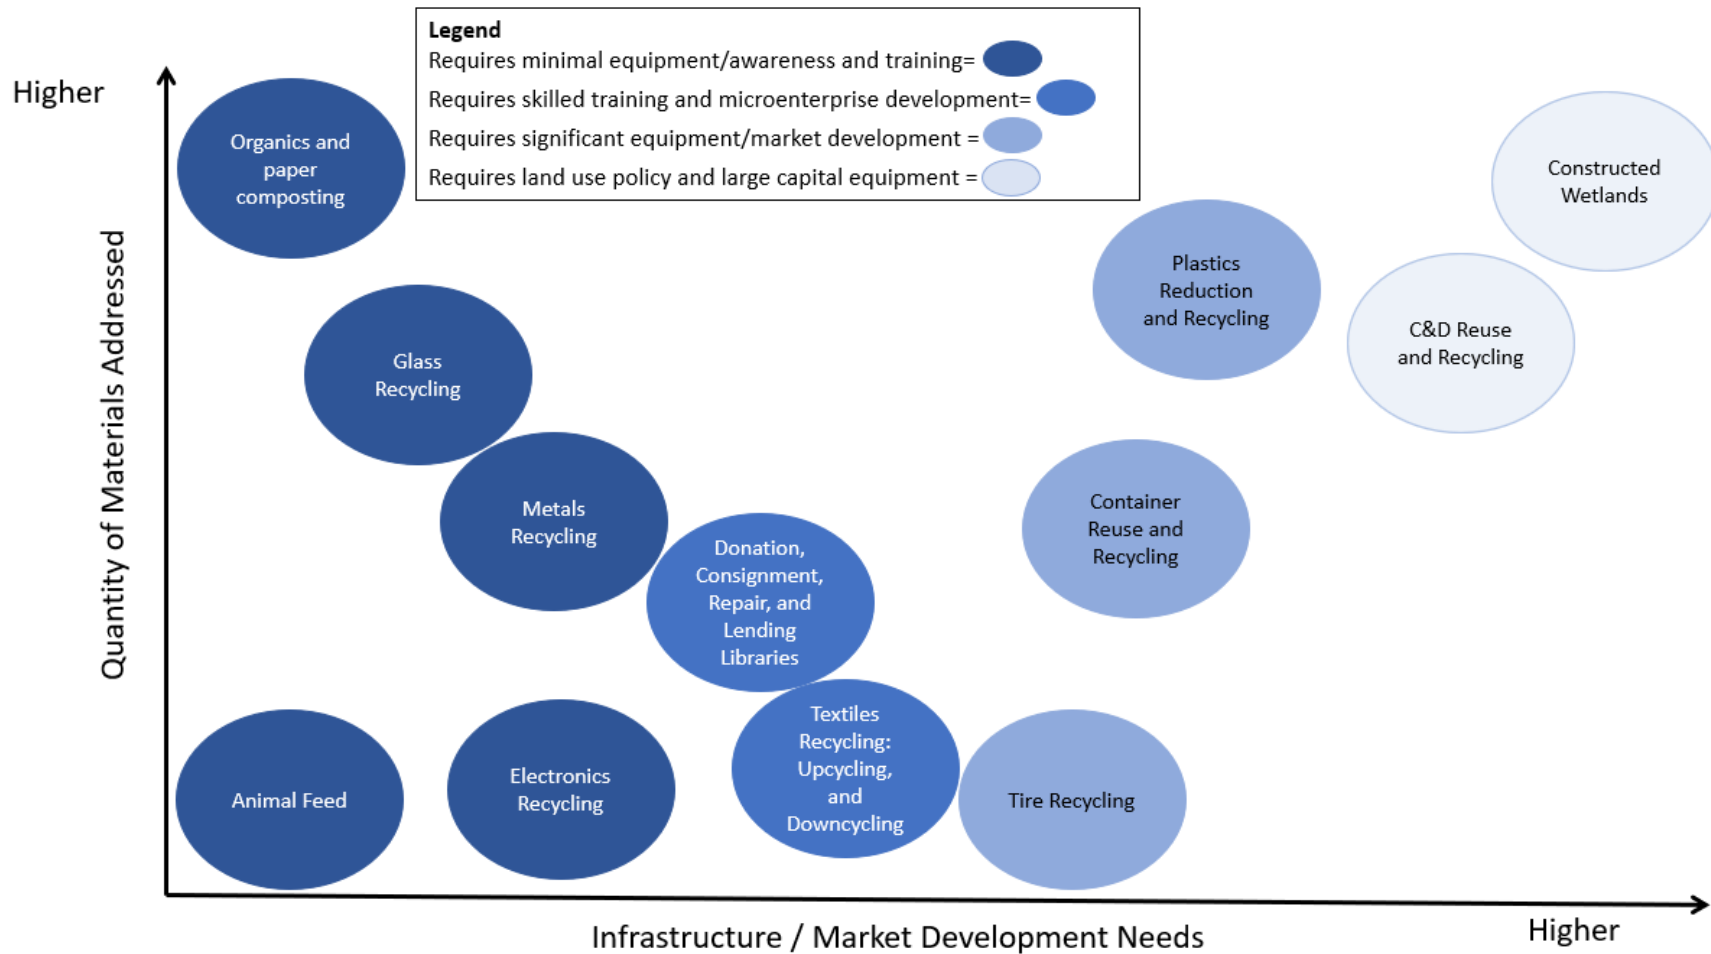 Legend
Requires minimal equipment/awareness and training=
Requires skilled training and microenterprise development=
Requires significant equipment/market development =
Requires land use policy and large capital equipment =
Higher
Quantity of Materials Addressed
Organics and
paper
composting
Glass
Recycling
Metals
Recycling
Donation,
Consignment,
Repair, and
Lending
Libraries
Textiles
Recycling:
Upcycling,
and
Downcycling
Animal Feed
Electronics
Recycling
Tire Recycling
Container
Reuse and
Recycling
Plastics
Reduction
and Recycling
C&D Reuse
and Recycling
Constructed
Wetlands
Infrastructure / Market Development Needs
Higher